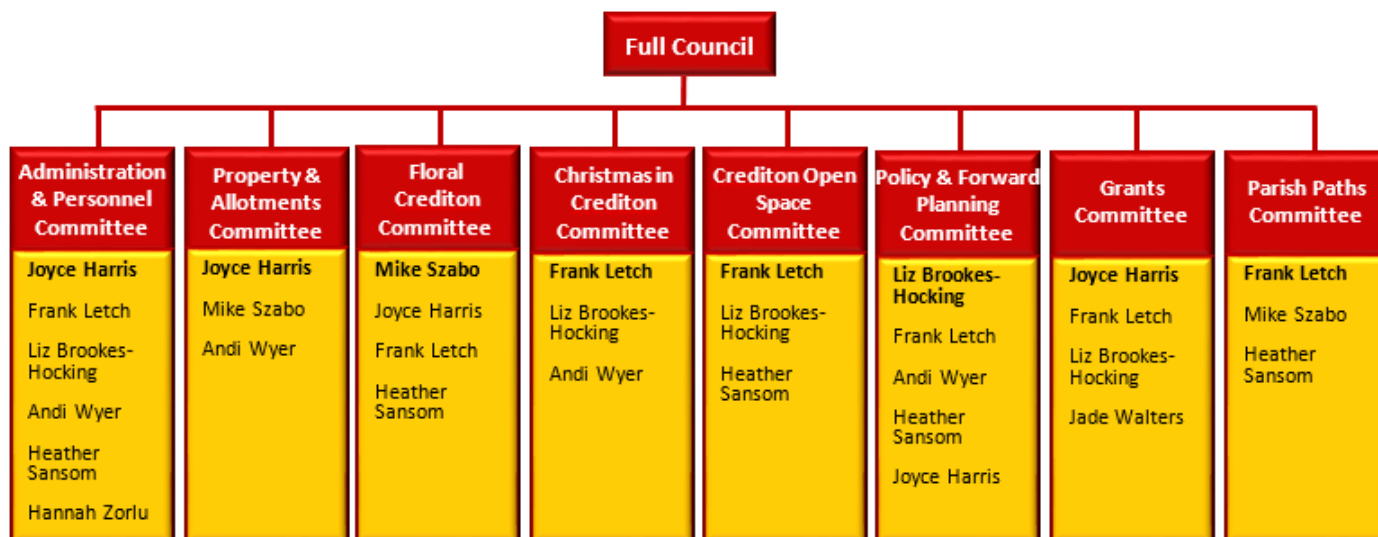 Full Council
Administration
& Personnel
Committee
Joyce Harris
Frank Letch
Liz Brookes-
Hocking
Andi Wyer
Heather
Sansom
Hannah Zorlu
Property &
Allotments
Committee
Joyce Harris
Mike Szabo
Andi Wyer
Floral
Crediton
Committee
Mike Szabo
Joyce Harris
Frank Letch
Heather
Sansom
Christmas in
Crediton
Committee
Frank Letch
Liz Brookes-
Hocking
Andi Wyer
Crediton Open
Space
Committee
Frank Letch
Liz Brookes-
Hocking
Heather
Sansom
Policy & Forward
Planning
Committee
Liz Brookes-
Hocking
Frank Letch
Andi Wyer
Heather
Sansom
Joyce Harris
Grants
Committee
Joyce Harris
Frank Letch
Liz Brookes-
Hocking
Jade Walters
Parish Paths
Committee
Frank Letch
Mike Szabo
Heather
Sansom